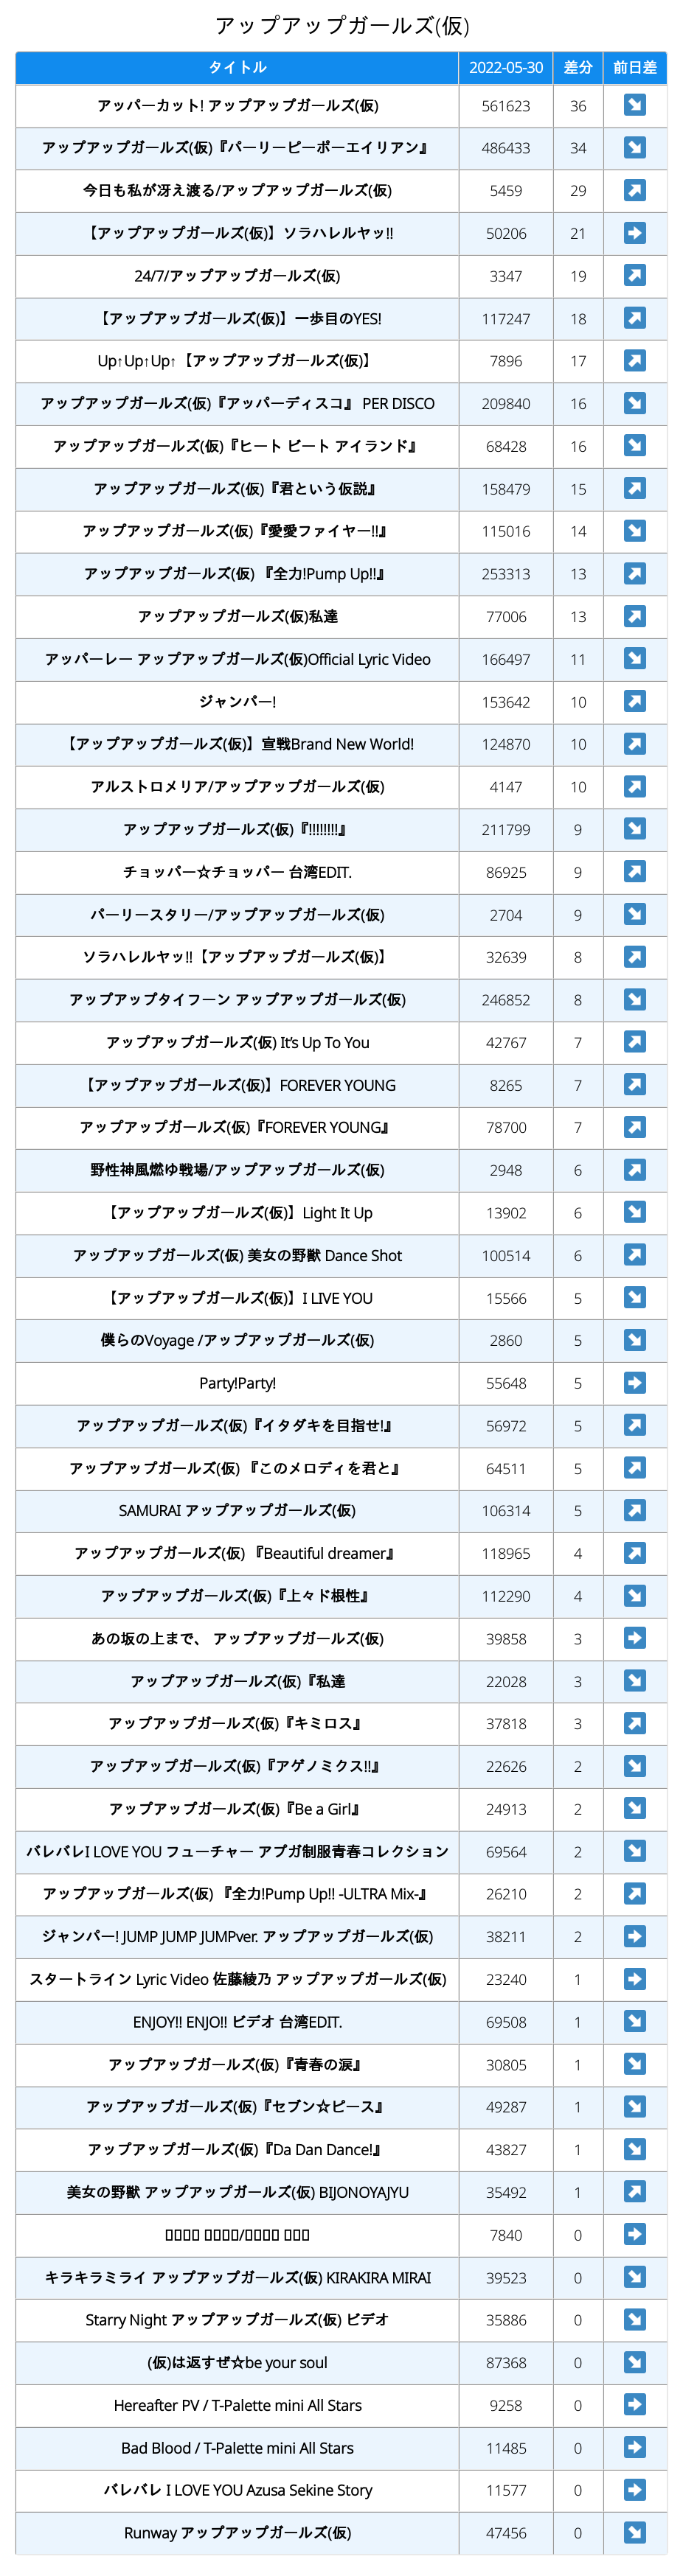 アップアップガールズ(仮)
タイトル 2022-05-30 差分 前日差
アッパーカット! アップアップガールズ(仮) 561623 36 ↘
アップアップガールズ(仮)『パーリーピーポーエイリアン』 486433 34 ↘
今日も私が冴え渡る/アップアップガールズ(仮) 5459 29 ↗
【アップアップガールズ(仮)】ソラハレルヤッ!! 50206 21 ➡
24/7/アップアップガールズ(仮) 3347 19 ↗
【アップアップガールズ(仮)】一歩目のYES! 117247 18 ↗
Up↑Up↑Up↑【アップアップガールズ(仮)】 7896 17 ↗
アップアップガールズ(仮)『アッパーディスコ』 PER DISCO 209840 16 ↘
アップアップガールズ(仮)『ヒート ビート アイランド』 68428 16 ↘
アップアップガールズ(仮)『君という仮説』 158479 15 ↗
アップアップガールズ(仮)『愛愛ファイヤー!!』 115016 14 ↘
アップアップガールズ(仮) 『全力!Pump Up!!』 253313 13 ↗
アップアップガールズ(仮)私達 77006 13 ↗
アッパーレー アップアップガールズ(仮)Official Lyric Video 166497 11 ↘
ジャンパー! 153642 10 ↗
【アップアップガールズ(仮)】宣戦Brand New World! 124870 10 ↗
アルストロメリア/アップアップガールズ(仮) 4147 10 ↗
アップアップガールズ(仮)『!!!!!!!!』 211799 9 ↘
チョッパー☆チョッパー 台湾EDIT. 86925 9 ↗
パーリースタリー/アップアップガールズ(仮) 2704 9 ↘
ソラハレルヤッ!!【アップアップガールズ(仮)】 32639 8 ↗
アップアップタイフーン アップアップガールズ(仮) 246852 8 ↘
アップアップガールズ(仮) It's Up To You 42767 7 ↗
【アップアップガールズ(仮)】FOREVER YOUNG 8265 7 ↗
アップアップガールズ(仮)『FOREVER YOUNG』 78700 7 ↗
野性神風燃ゆ戦場/アップアップガールズ(仮) 2948 6 ↗
【アップアップガールズ(仮)】Light It Up 13902 6 ↘
アップアップガールズ(仮) 美女の野獣 Dance Shot 100514 6 ↗
【アップアップガールズ(仮)】I LIVE YOU 15566 5 ↘
僕らのVoyage /アップアップガールズ(仮) 2860 5 ↘
Party!Party! 55648 5 ➡
アップアップガールズ(仮)『イタダキを目指せ!』 56972 5 ↗
アップアップガールズ(仮) 『このメロディを君と』 64511 5 ↗
SAMURAI アップアップガールズ(仮) 106314 5 ↗
アップアップガールズ(仮) 『Beautiful dreamer』 118965 4 ↗
アップアップガールズ(仮)『上々ド根性』 112290 4 ↘
あの坂の上まで、 アップアップガールズ(仮) 39858 3 ➡
アップアップガールズ(仮)『私達 22028 3 ↘
アップアップガールズ(仮)『キミロス』 37818 3 ↗
アップアップガールズ(仮)『アゲノミクス!!』 22626 2 ↘
アップアップガールズ(仮)『Be a Girl』 24913 2 ↘
バレバレI LOVE YOU フューチャー アプガ制服青春コレクション 69564 2 ↘
アップアップガールズ(仮) 『全力!Pump Up!! -ULTRA Mix-』 26210 2 ↗
ジャンパー! JUMP JUMP JUMPver. アップアップガールズ(仮) 38211 2 ➡
スタートライン Lyric Video 佐藤綾乃 アップアップガールズ(仮) 23240 1 ➡
ENJOY!! ENJO!! ビデオ 台湾EDIT. 69508 1 ↘
アップアップガールズ(仮)『青春の涙』 30805 1 ↘
アップアップガールズ(仮)『セブン☆ピース』 49287 1 ↘
アップアップガールズ(仮)『Da Dan Dance!』 43827 1 ↘
美女の野獣 アップアップガールズ(仮) BIJONOYAJYU 35492 1 ↗
7840 0 ➡
キラキラミライ アップアップガールズ(仮) KIRAKIRA MIRAI 39523 0 ↘
Starry Night アップアップガールズ(仮) ビデオ 35886 0 ↘
(仮)は返すぜ☆be your soul 87368 0 ↘
Hereafter PV / T-Palette mini All Stars 9258 0 ➡
Bad Blood / T-Palette mini All Stars 11485 0 ➡
バレバレ I LOVE YOU Azusa Sekine Story 11577 0 ➡
Runway アップアップガールズ(仮) 47456 0 ↘